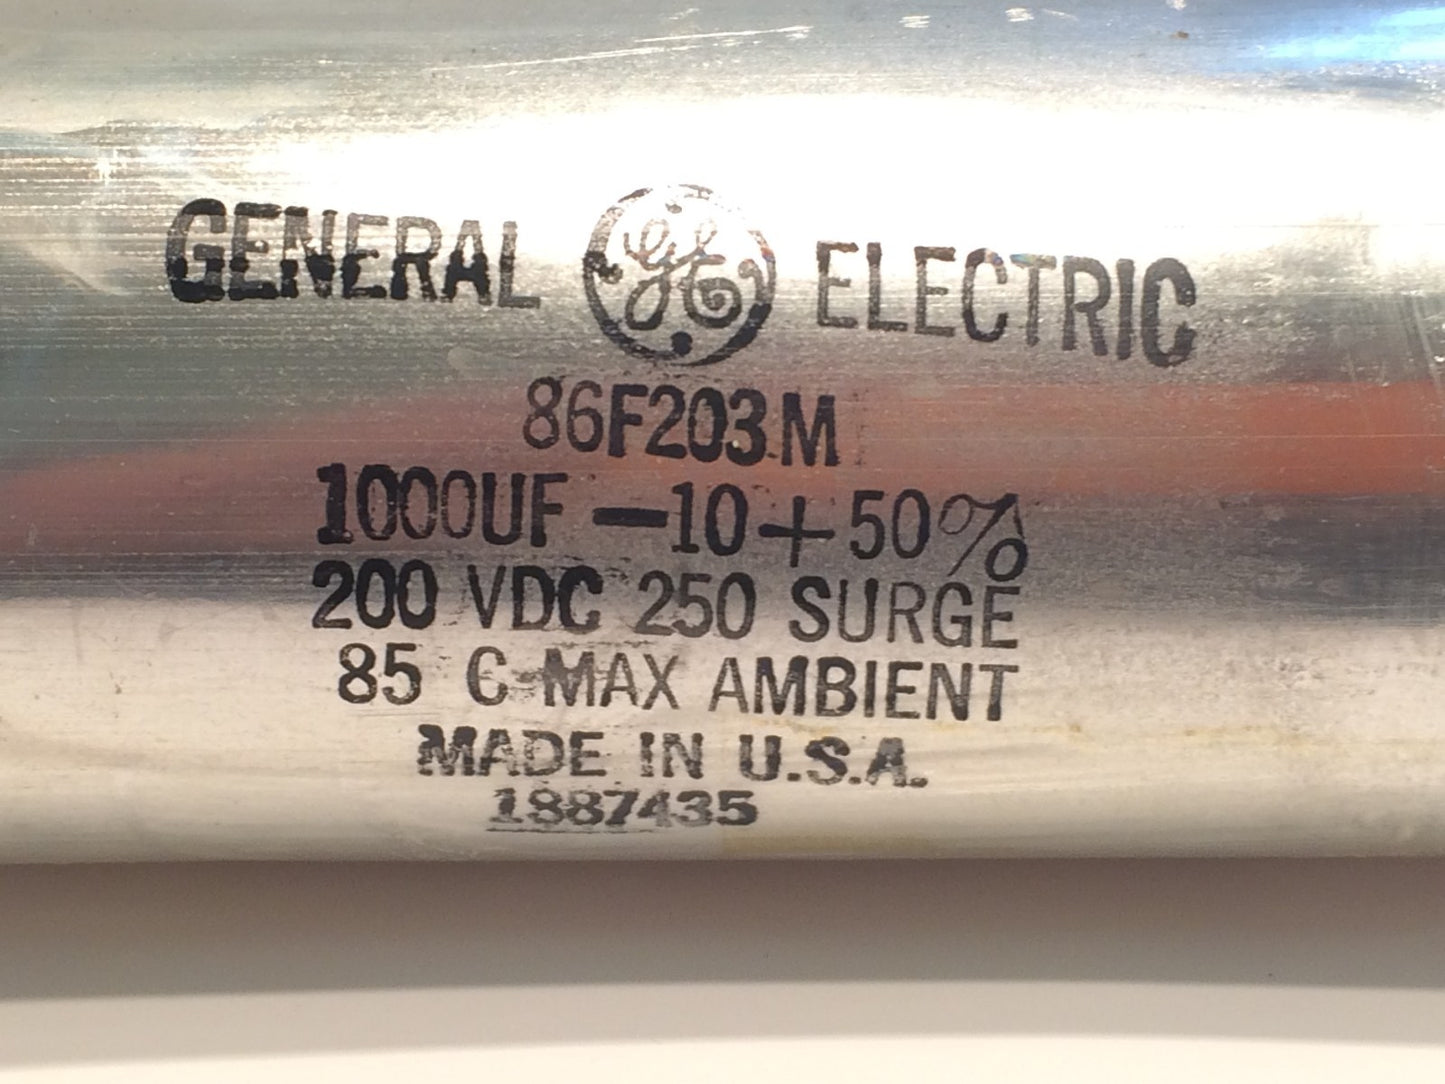 GENERAL GE ELECTRIC
86F203M
1000UF -10+50%
200 VDC 250 SURGE
85 C MAX AMBIENT
MADE IN U.S.A.
1887435